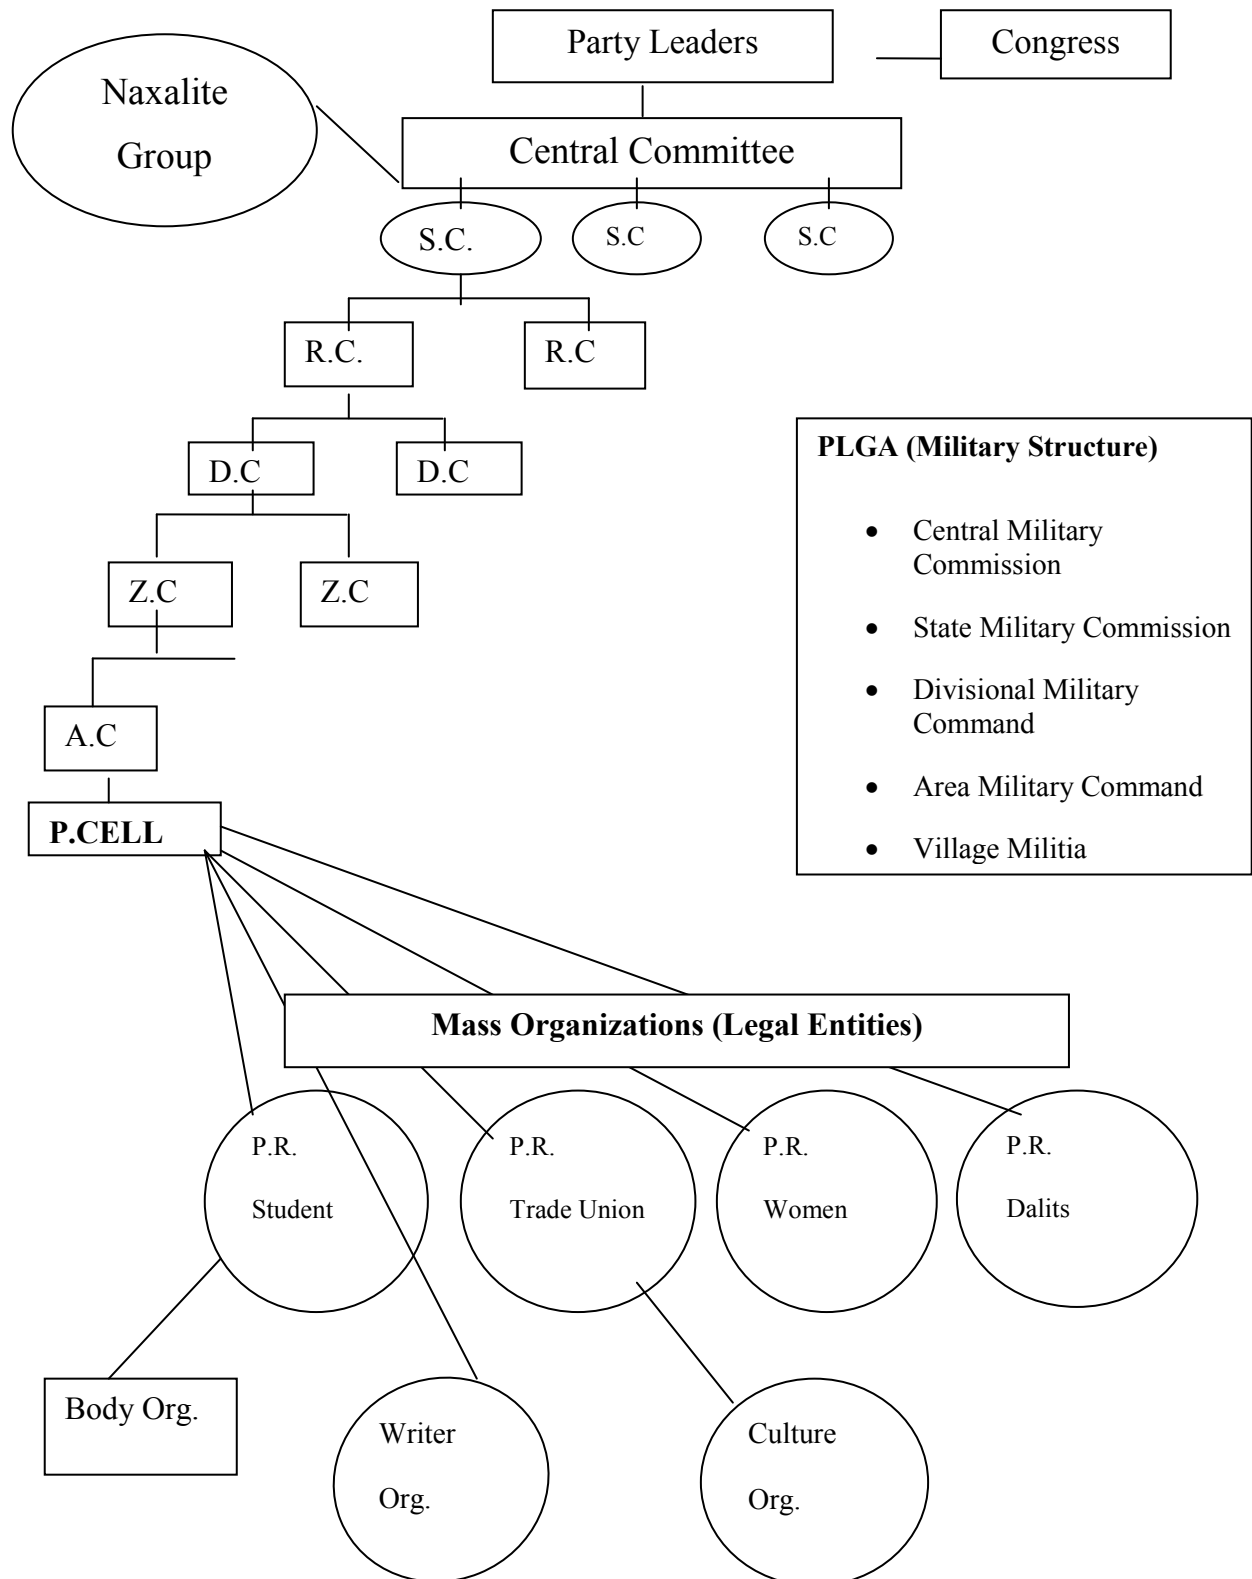 Party Leaders
Congress
Naxalite
Group
Central Committee
S.C.
S.C
S.C
R.C.
R.C
D.C
D.C
PLGA (Military Structure)
• Central Military
Commission
• State Military Commission
• Divisional Military
Command
• Area Military Command
• Village Militia
Z.C
Z.C
A.C
P.CELL
Mass Organizations (Legal Entities)
P.R.
Student
P.R.
Trade Union
P.R.
Women
P.R.
Dalits
Body Org.
Writer
Org.
Culture
Org.